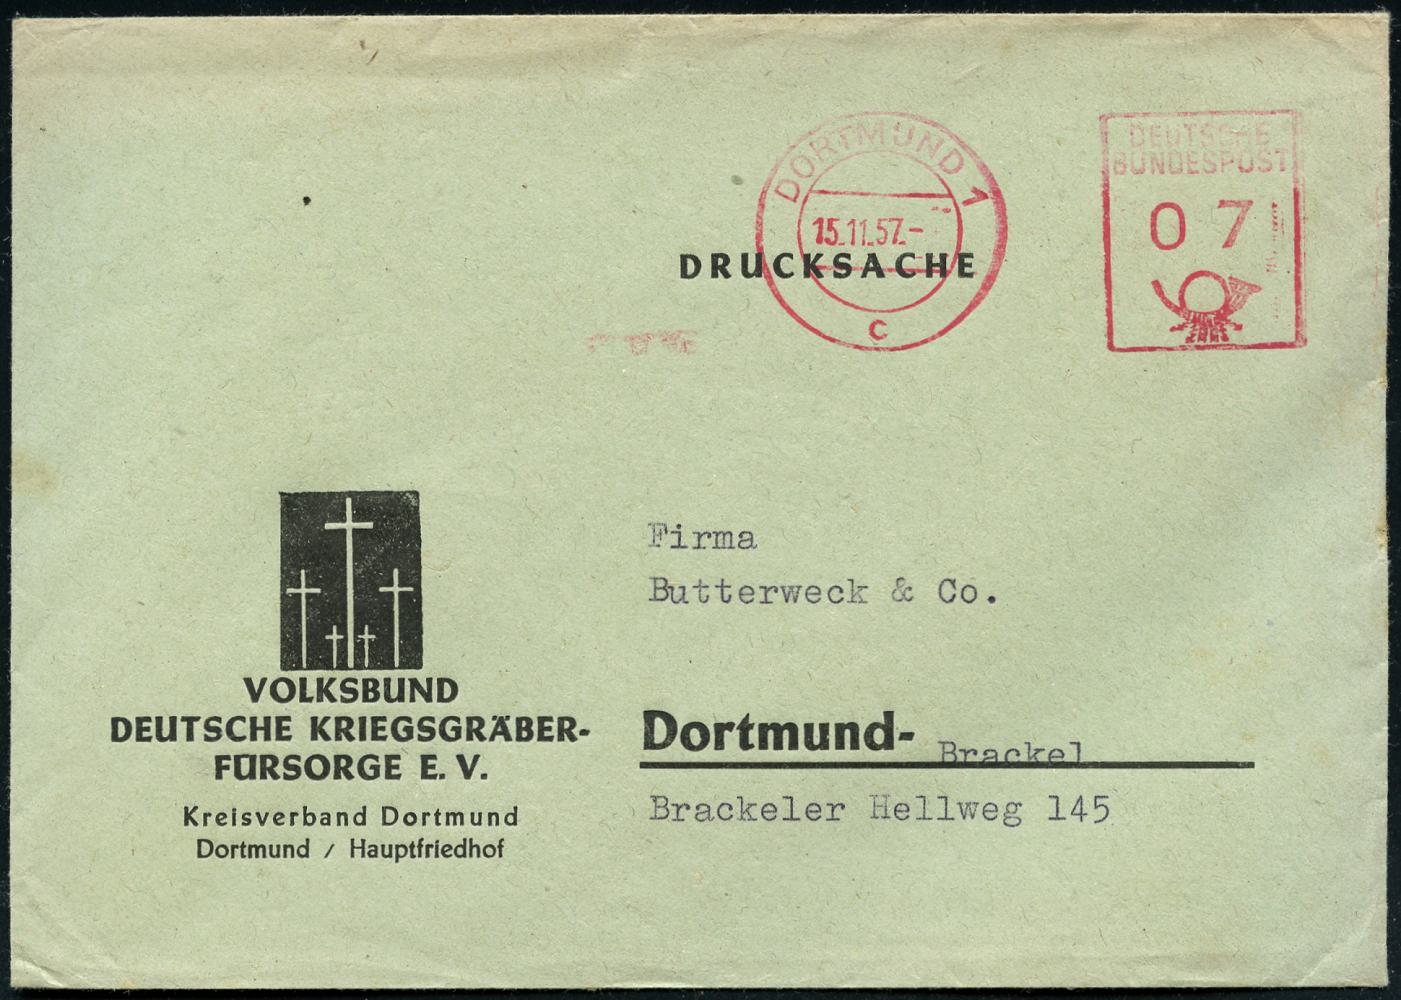 DORTMUND 1
15.11.57.-
c
DEUTSCHE
BUNDESPOST
07
DRUCKSACHE
Firma
Butterweck & Co.
Dortmund- Brackel
Brackeler Hellweg 145
VOLKSBUND
DEUTSCHE KRIEGSGRÄBER-
FÜRSORGE E. V.
Kreisverband Dortmund
Dortmund / Hauptfriedhof